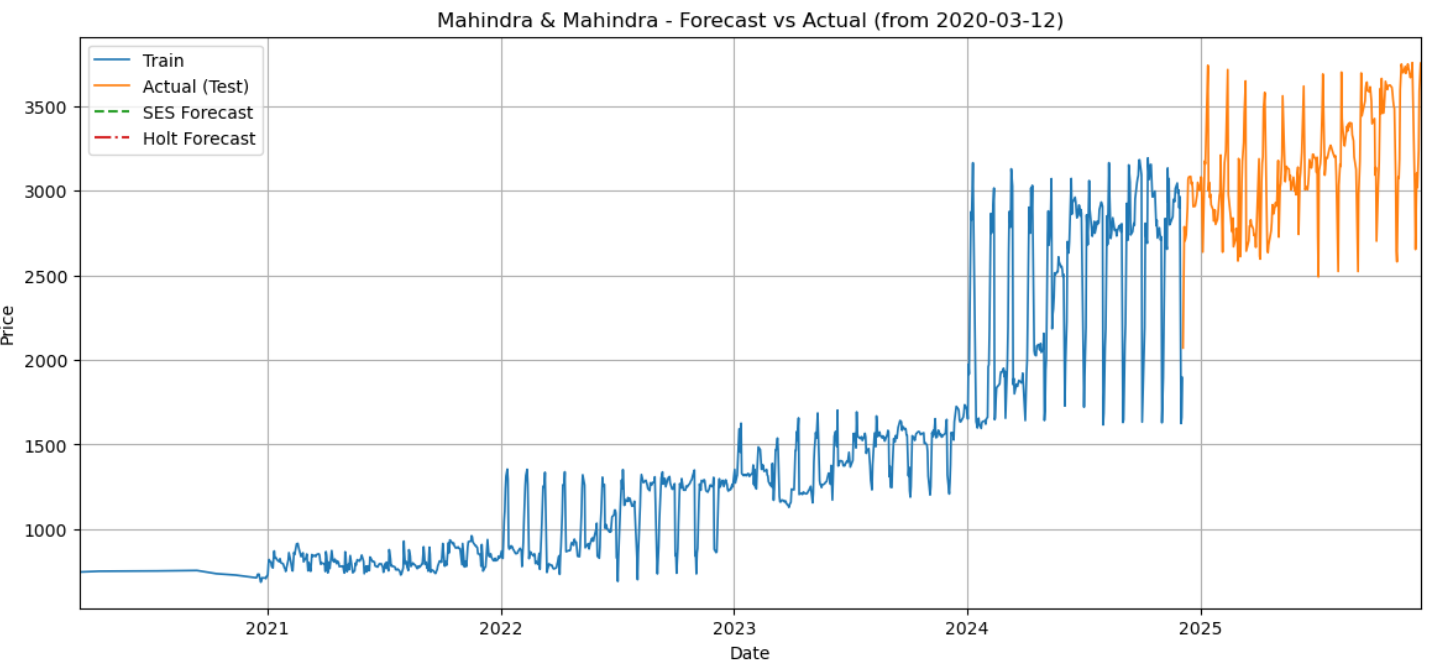 Mahindra & Mahindra - Forecast vs Actual (from 2020-03-12)
Train
Actual (Test)
SES Forecast
Holt Forecast
3500
3000
2500
2000
1500
1000
Price
2021
2022
2023
2024
2025
Date